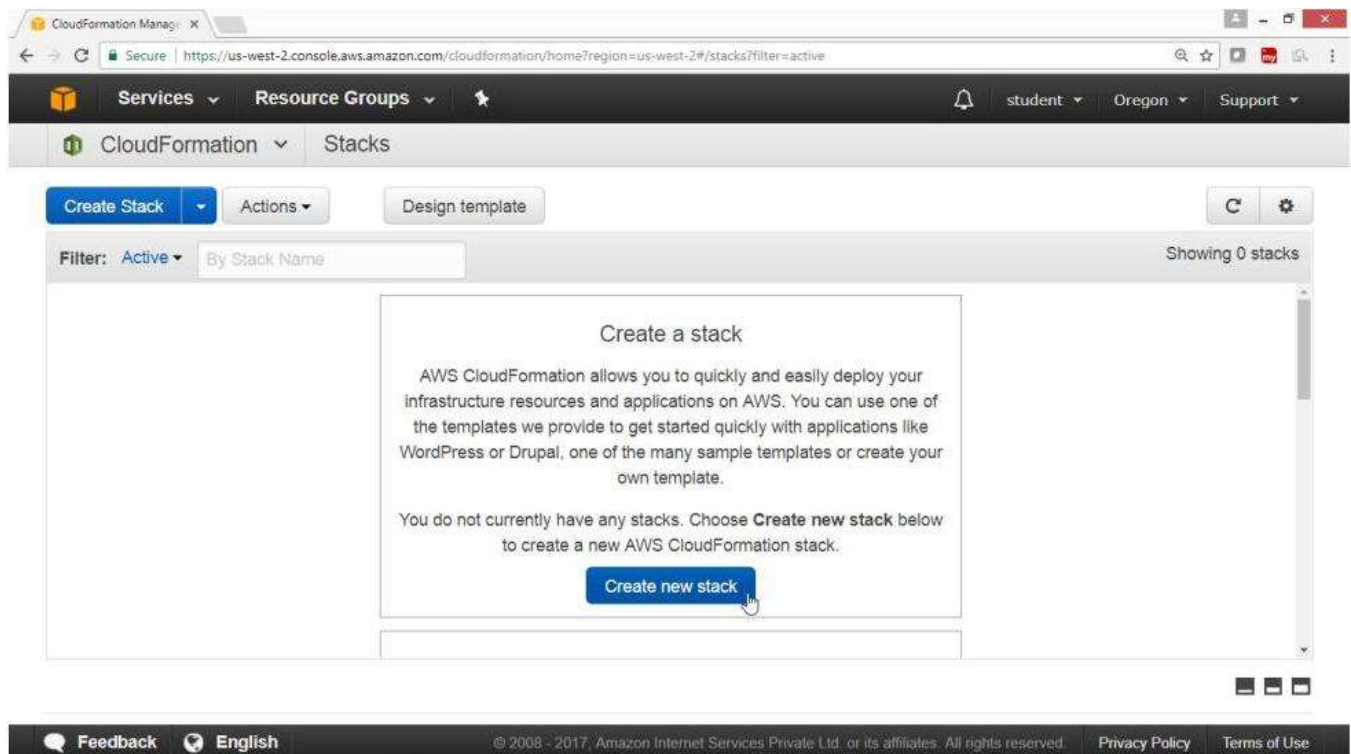 CloudFormation Manage
Secure https://us-west-2.console.aws.amazon.com/cloudformation/home?region=us-west-2#/stacks?filter=active
Services Resource Groups student Oregon Support
CloudFormation Stacks
Create Stack Actions Design template
Filter: Active By Stack Name Showing 0 stacks
Create a stack
AWS CloudFormation allows you to quickly and easily deploy your
infrastructure resources and applications on AWS. You can use one of
the templates we provide to get started quickly with applications like
WordPress or Drupal, one of the many sample templates or create your
own template.
You do not currently have any stacks. Choose Create new stack below
to create a new AWS CloudFormation stack.
Create new stack
Feedback English © 2008 - 2017, Amazon Internet Services Private Ltd. or its affiliates. All rights reserved. Privacy Policy Terms of Use